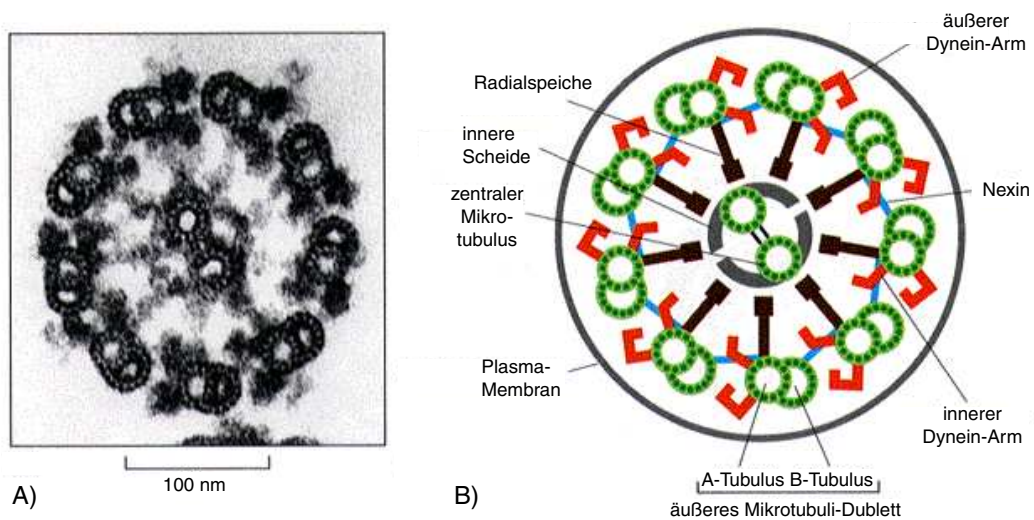 äußerer
Dynein-Arm
Radialspeiche
innere
Scheide
zentraler
Mikro-
tubulus
Nexin
Plasma-
Membran
innerer
Dynein-Arm
100 nm
A-Tubulus B-Tubulus
A)
B)
äußeres Mikrotubuli-Dublett